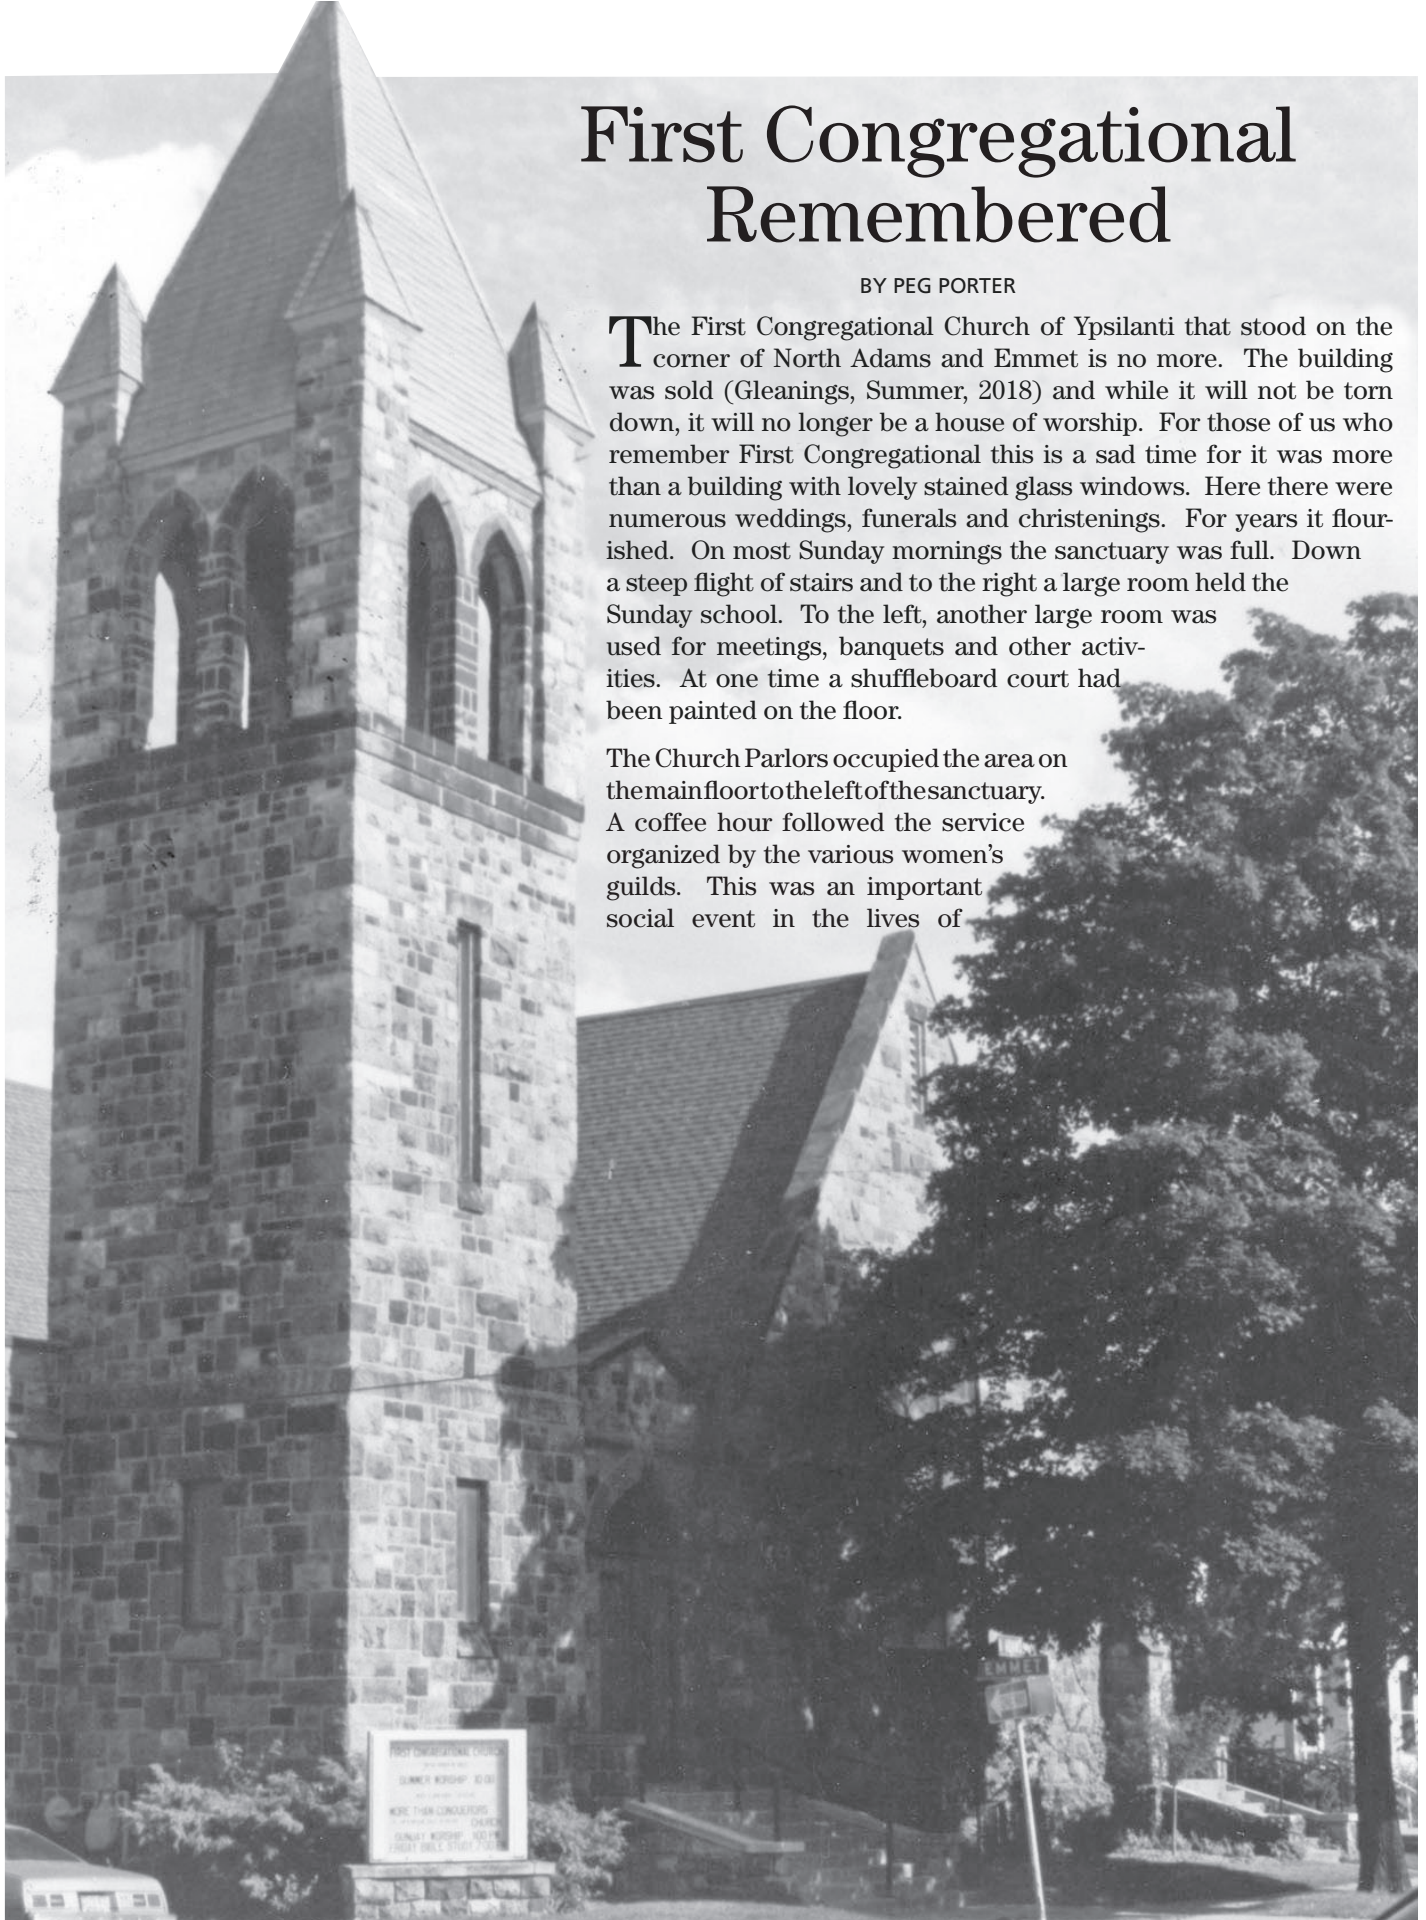 First Congregational
Remembered
BY PEG PORTER
The First Congregational Church of Ypsilanti that stood on the
corner of North Adams and Emmet is no more. The building
was sold (Gleanings, Summer, 2018) and while it will not be torn
down, it will no longer be a house of worship. For those of us who
remember First Congregational this is a sad time for it was more
than a building with lovely stained glass windows. Here there were
numerous weddings, funerals and christenings. For years it flour-
ished. On most Sunday mornings the sanctuary was full. Down
a steep flight of stairs and to the right a large room held the
Sunday school. To the left, another large room was
used for meetings, banquets and other activ-
ities. At one time a shuffleboard court had
been painted on the floor.
The Church Parlors occupied the area on
the main floor to the left of the sanctuary.
A coffee hour followed the service
organized by the various women's
guilds. This was an important
social event in the lives of
EMMET
FIRST CONGREGATIONAL CHURCH
SUMMER WORSHIP 10:00
MORE THAN CONQUERORS
CHURCH
SUNDAY WORSHIP